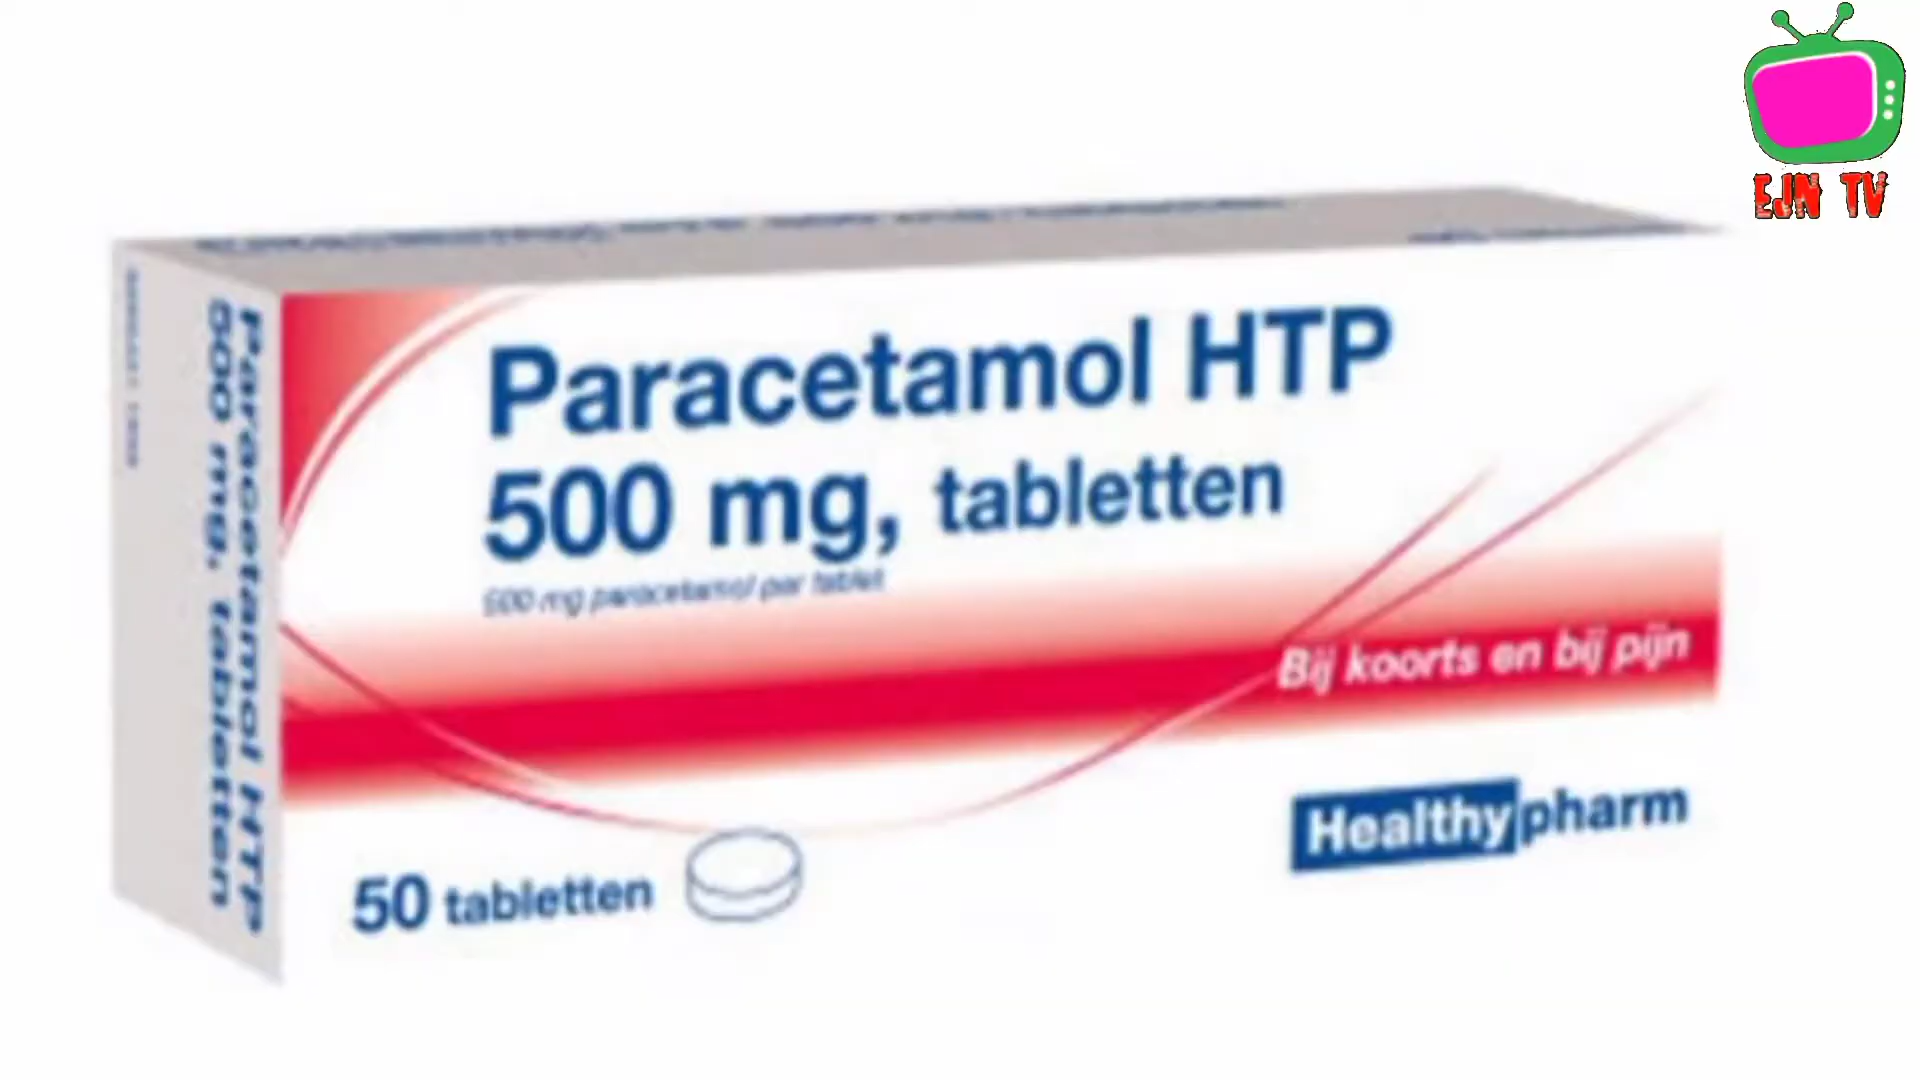 EJN TV
Paracetamol HTP
500 mg, tabletten
500 mg paracetamol per tablet
Bij koorts en bij pijn
Healthypharm
50 tabletten
Paracetamol HTP
500 mg, tabletten